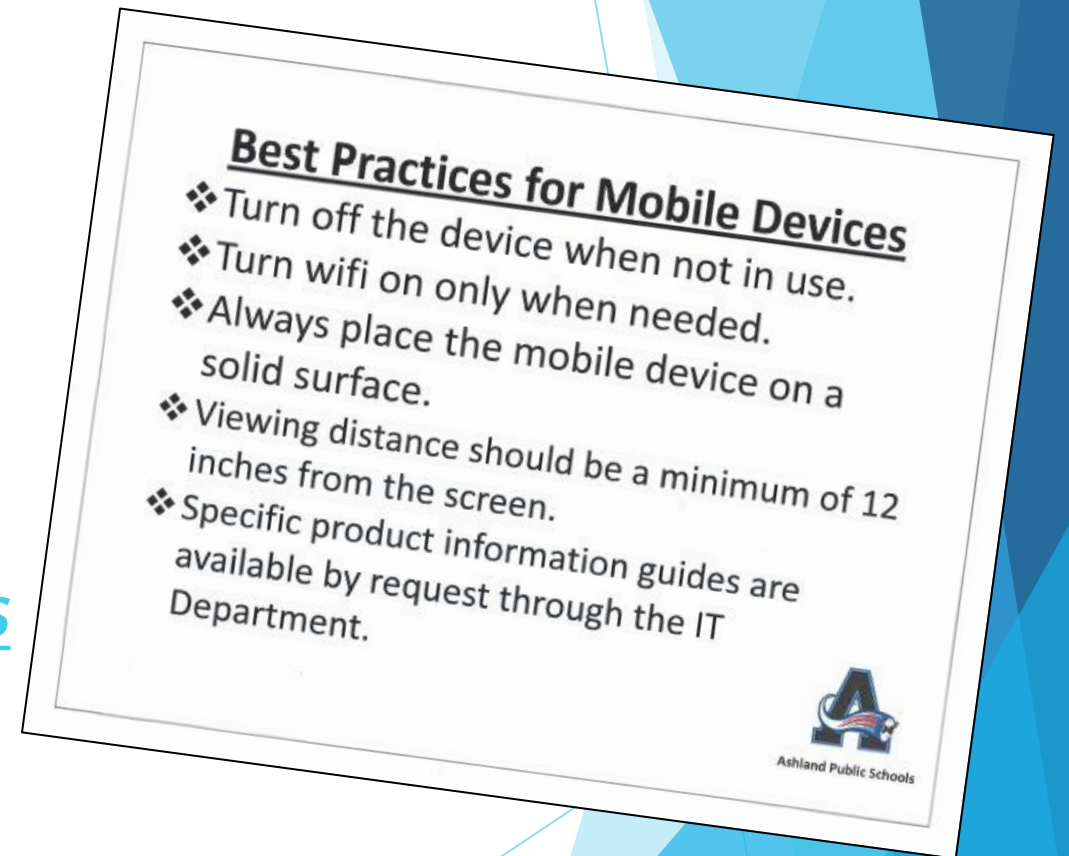 Best Practices for Mobile Devices
❖Turn off the device when not in use.
❖Turn wifi on only when needed.
❖Always place the mobile device on a
solid surface.
❖Viewing distance should be a minimum of 12
inches from the screen.
❖Specific product information guides are
available by request through the IT
Department.
A
Ashland Public Schools
s